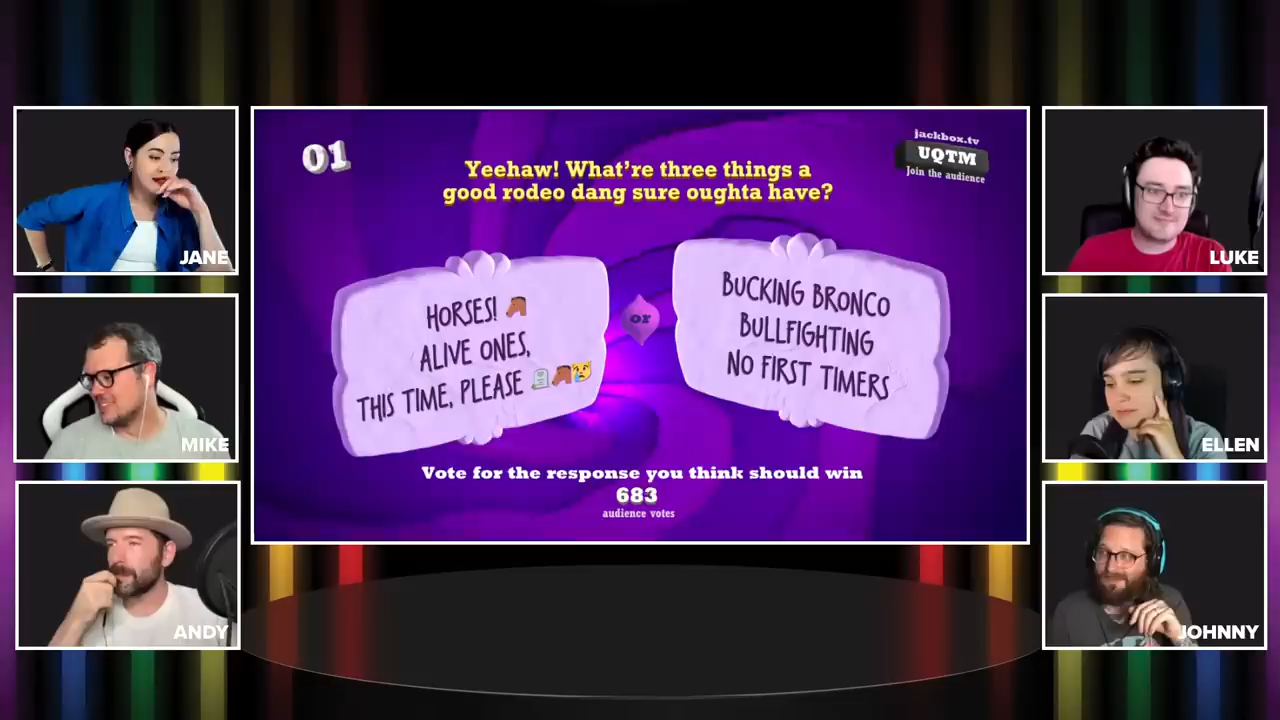 01
jackbox.tv
UQTM
Join the audience
Yeehaw! What're three things a
good rodeo dang sure oughta have?
HORSES! 🐴
ALIVE ONES,
THIS TIME, PLEASE 🪦🐴😿
or
BUCKING BRONCO
BULLFIGHTING
NO FIRST TIMERS
Vote for the response you think should win
683
audience votes
JANE
MIKE
ANDY
LUKE
ELLEN
JOHNNY